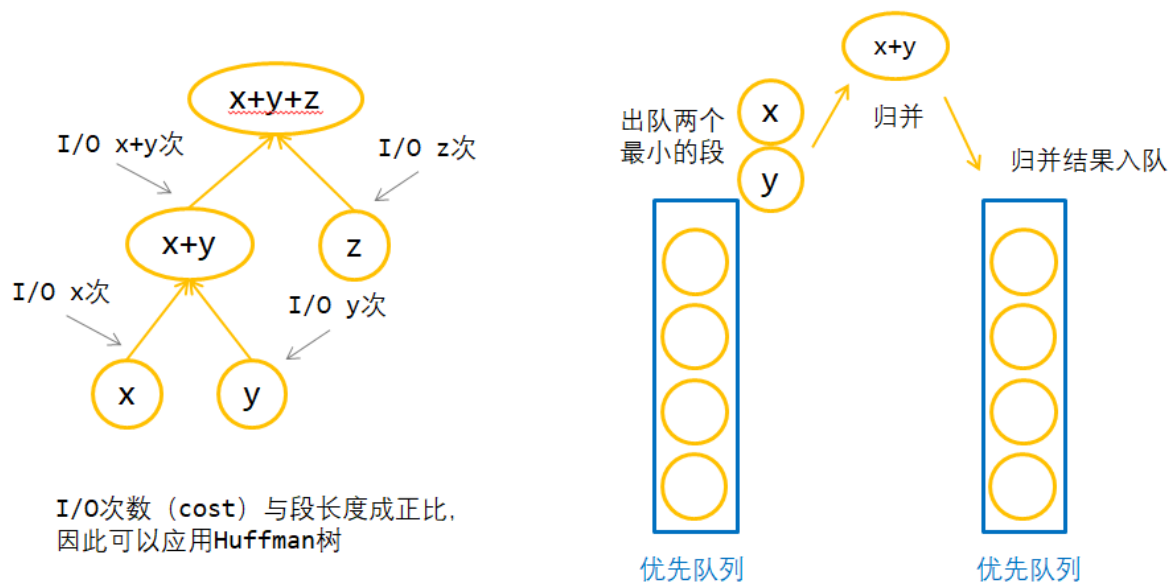 x+y+z
I/O x+y次
I/O z次
x+y
z
I/O x次
I/O y次
x
y
I/O次数（cost）与段长度成正比,
因此可以应用Huffman树
x+y
出队两个
最小的段
x
y
归并
归并结果入队
优先队列
优先队列